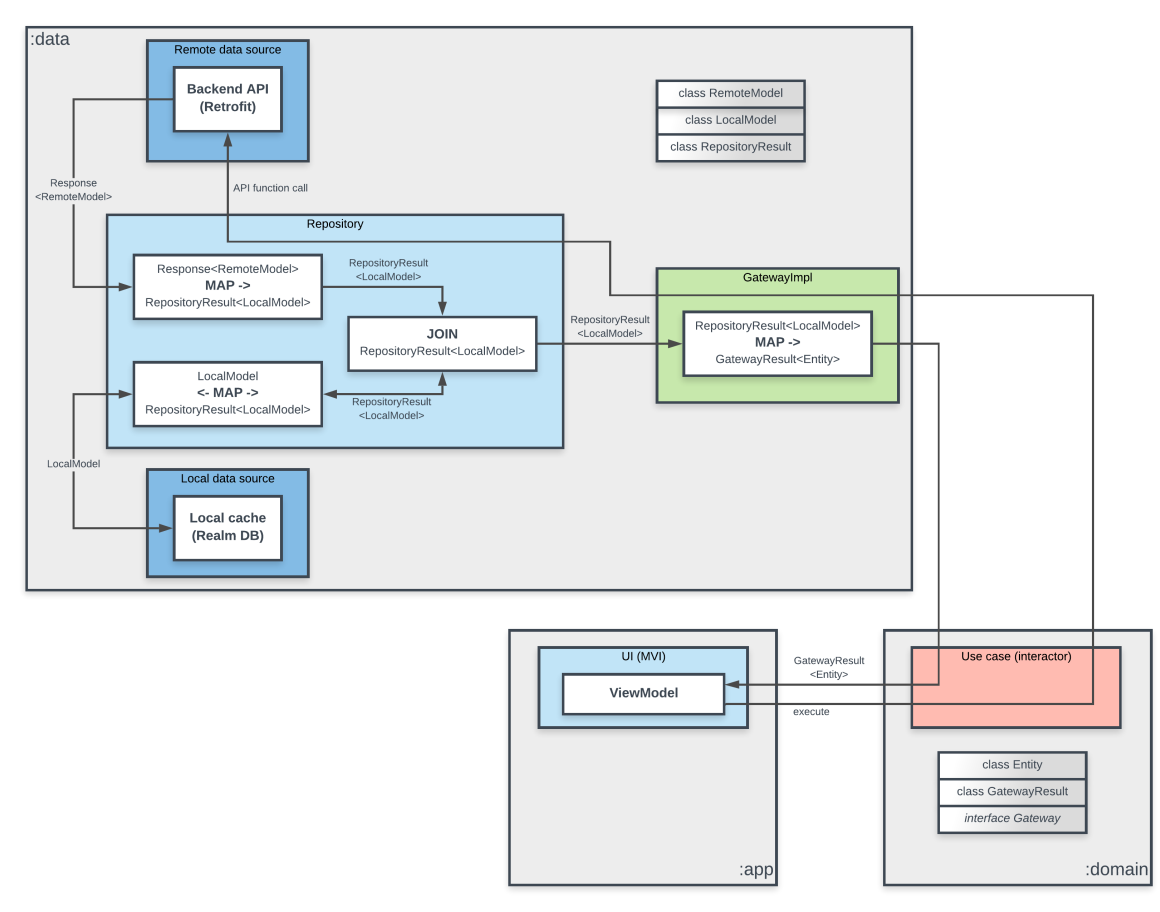 :data
Remote data source
Backend API
(Retrofit)
class RemoteModel
class LocalModel
class RepositoryResult
Response
<RemoteModel>
API function call
Repository
Response<RemoteModel>
MAP ->
RepositoryResult<LocalModel>
RepositoryResult
<LocalModel>
JOIN
RepositoryResult<LocalModel>
LocalModel
<- MAP ->
RepositoryResult<LocalModel>
RepositoryResult
<LocalModel>
RepositoryResult
<LocalModel>
GatewayImpl
RepositoryResult<LocalModel>
MAP ->
GatewayResult<Entity>
LocalModel
Local data source
Local cache
(Realm DB)
UI (MVI)
ViewModel
:app
GatewayResult
<Entity>
execute
Use case (interactor)
class Entity
class GatewayResult
interface Gateway
:domain